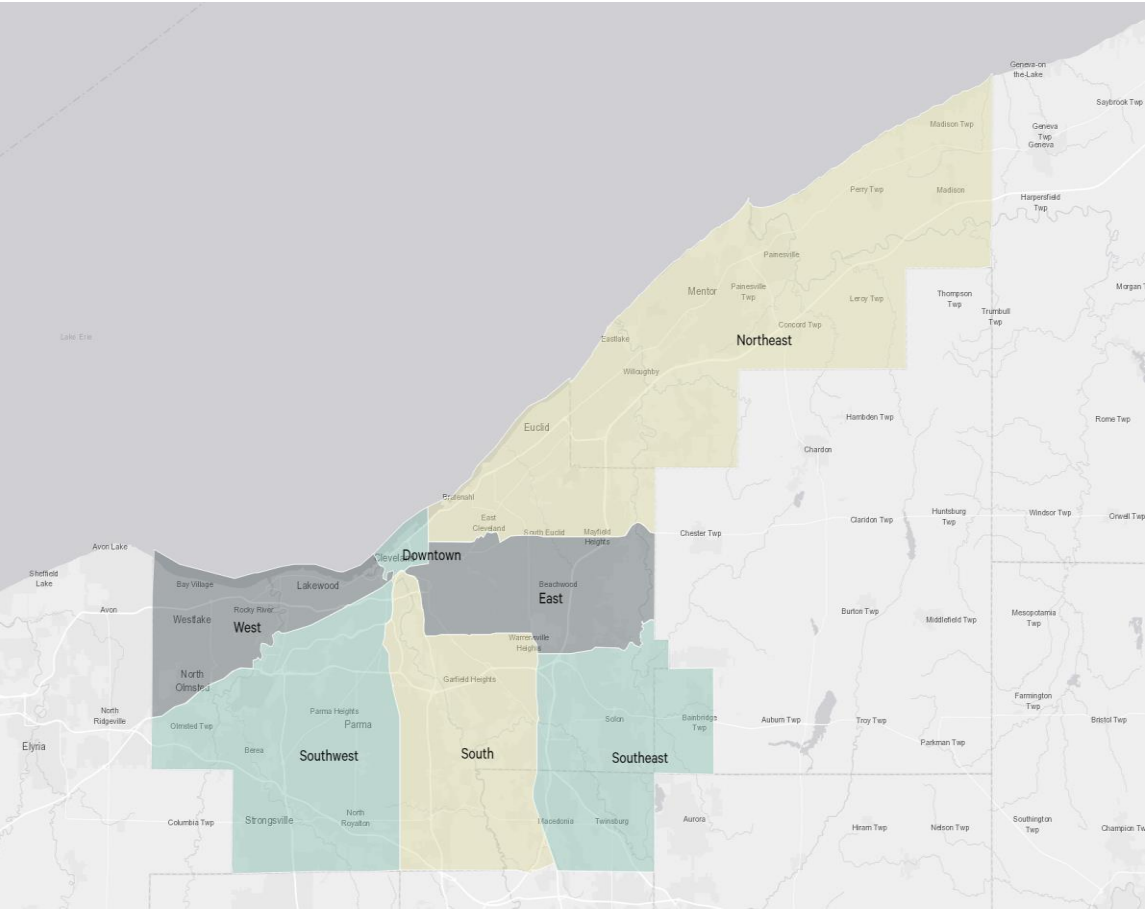 Geneva-on
the-Lake
Saybrook Twp
Madison Twp
Geneva
Twp
Geneva
Perry Twp
Madison
Harpersfield
Twp
Painesville
Mentor
Painesville
Twp
Leroy Twp
Thompson
Twp
Morgan
Trumbull
Twp
Concord Twp
Lake Erie
Eastlake
Northeast
Willoughby
Hambden Twp
Rome Twp
Euclid
Chardon
Bratenahl
East
Cleveland
South Euclid
Mayfield
Heights
Chester Twp
Claridon Twp
Huntsburg
Twp
Windsor Twp
Orwell Twp
Avon Lake
Cleveland
Downtown
Sheffield
Lake
Bay Village
Lakewood
Beachwood
East
Avon
Rocky River
Westlake
West
Burton Twp
Middlefield Twp
Mesopotamia
Twp
Warrensville
Heights
North
Olmsted
Garfield Heights
Farmington
Twp
North
Ridgeville
Olmsted Twp
Parma Heights
Parma
Solon
Bainbridge
Twp
Auburn Twp
Troy Twp
Bristol Twp
Elyria
Berea
Southwest
South
Southeast
Parkman Twp
Columbia Twp
Strongsville
North
Royalton
Macedonia
Twinsburg
Aurora
Hiram Twp
Nelson Twp
Southington
Twp
Champion Tw